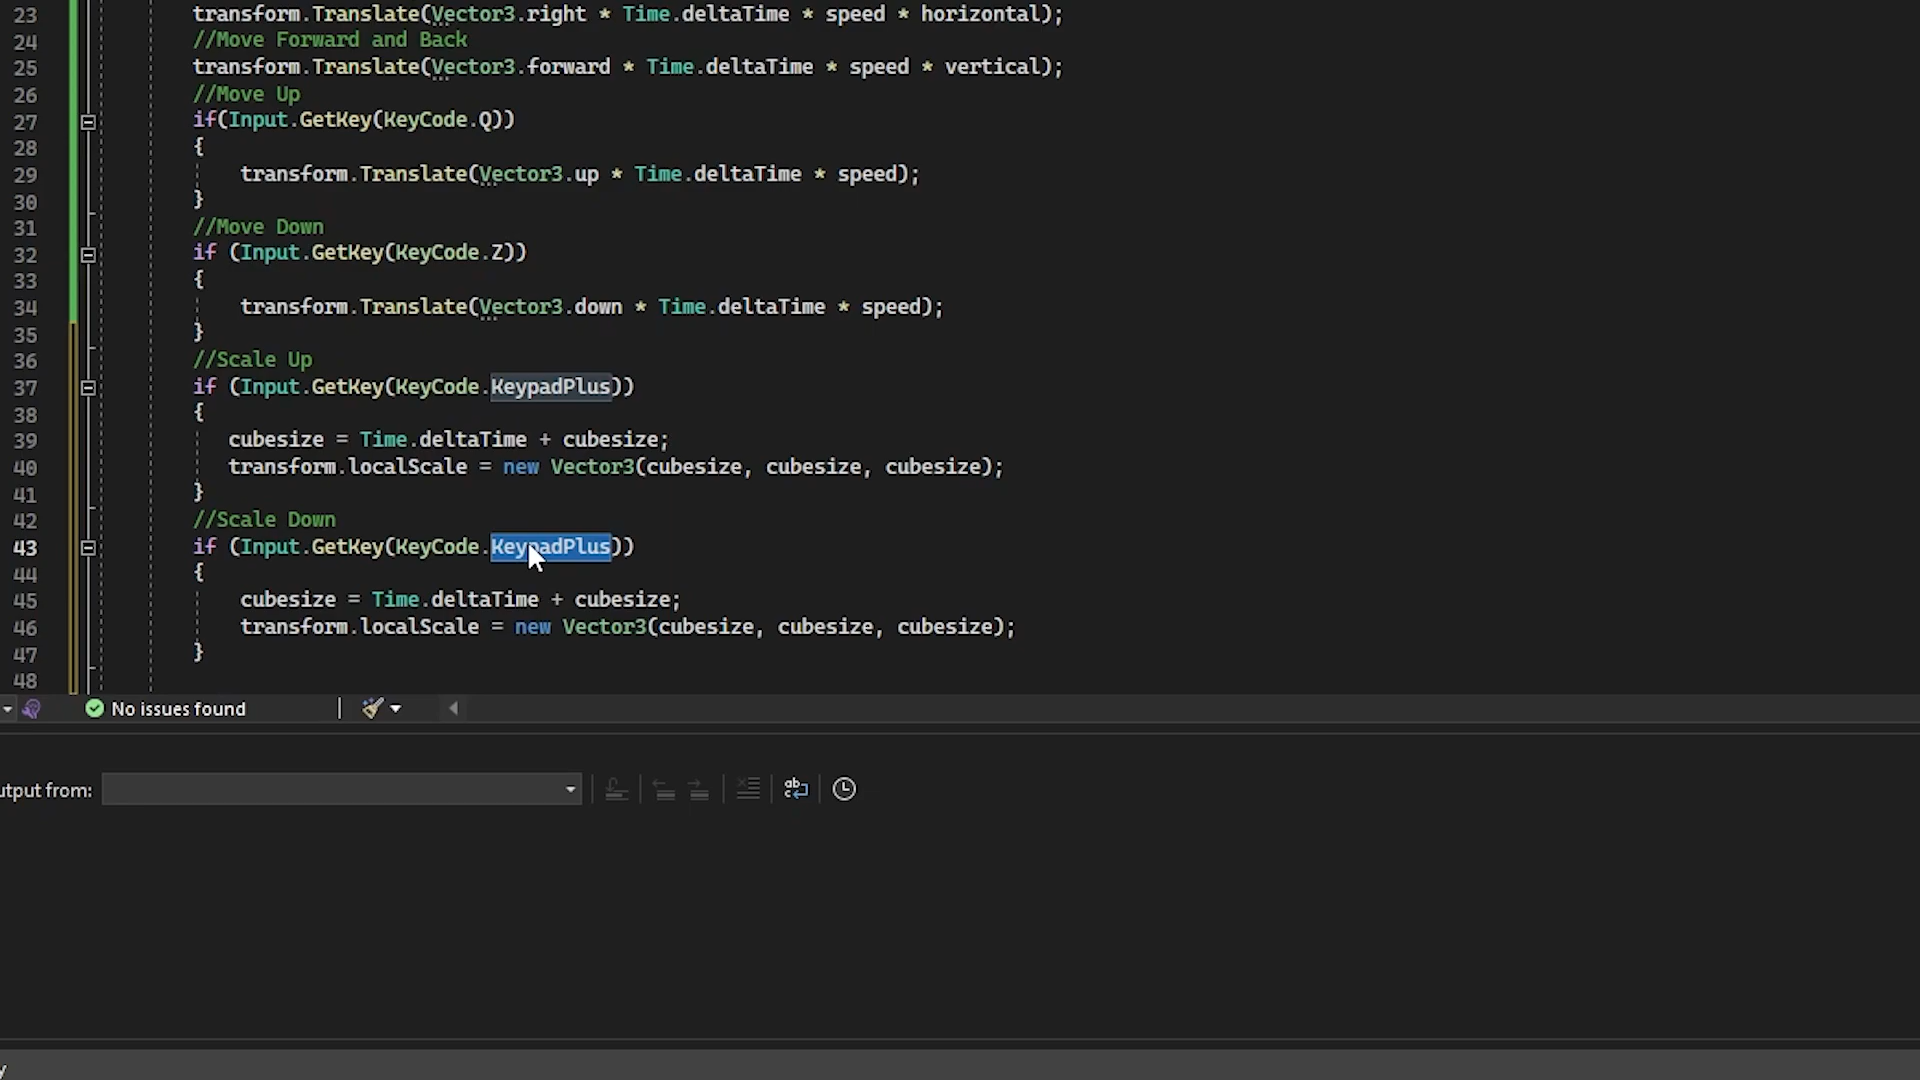 23 transform.Translate(Vector3.right * Time.deltaTime * speed * horizontal);
24 //Move Forward and Back
25 transform.Translate(Vector3.forward * Time.deltaTime * speed * vertical);
26 //Move Up
27 if(Input.GetKey(KeyCode.Q))
28 {
29 transform.Translate(Vector3.up * Time.deltaTime * speed);
30 }
31 //Move Down
32 if (Input.GetKey(KeyCode.Z))
33 {
34 transform.Translate(Vector3.down * Time.deltaTime * speed);
35 }
36 //Scale Up
37 if (Input.GetKey(KeyCode.KeypadPlus))
38 {
39 cubesize = Time.deltaTime + cubesize;
40 transform.localScale = new Vector3(cubesize, cubesize, cubesize);
41 }
42 //Scale Down
43 if (Input.GetKey(KeyCode.KeypadPlus))
44 {
45 cubesize = Time.deltaTime + cubesize;
46 transform.localScale = new Vector3(cubesize, cubesize, cubesize);
47 }
48
No issues found
utput from:
y